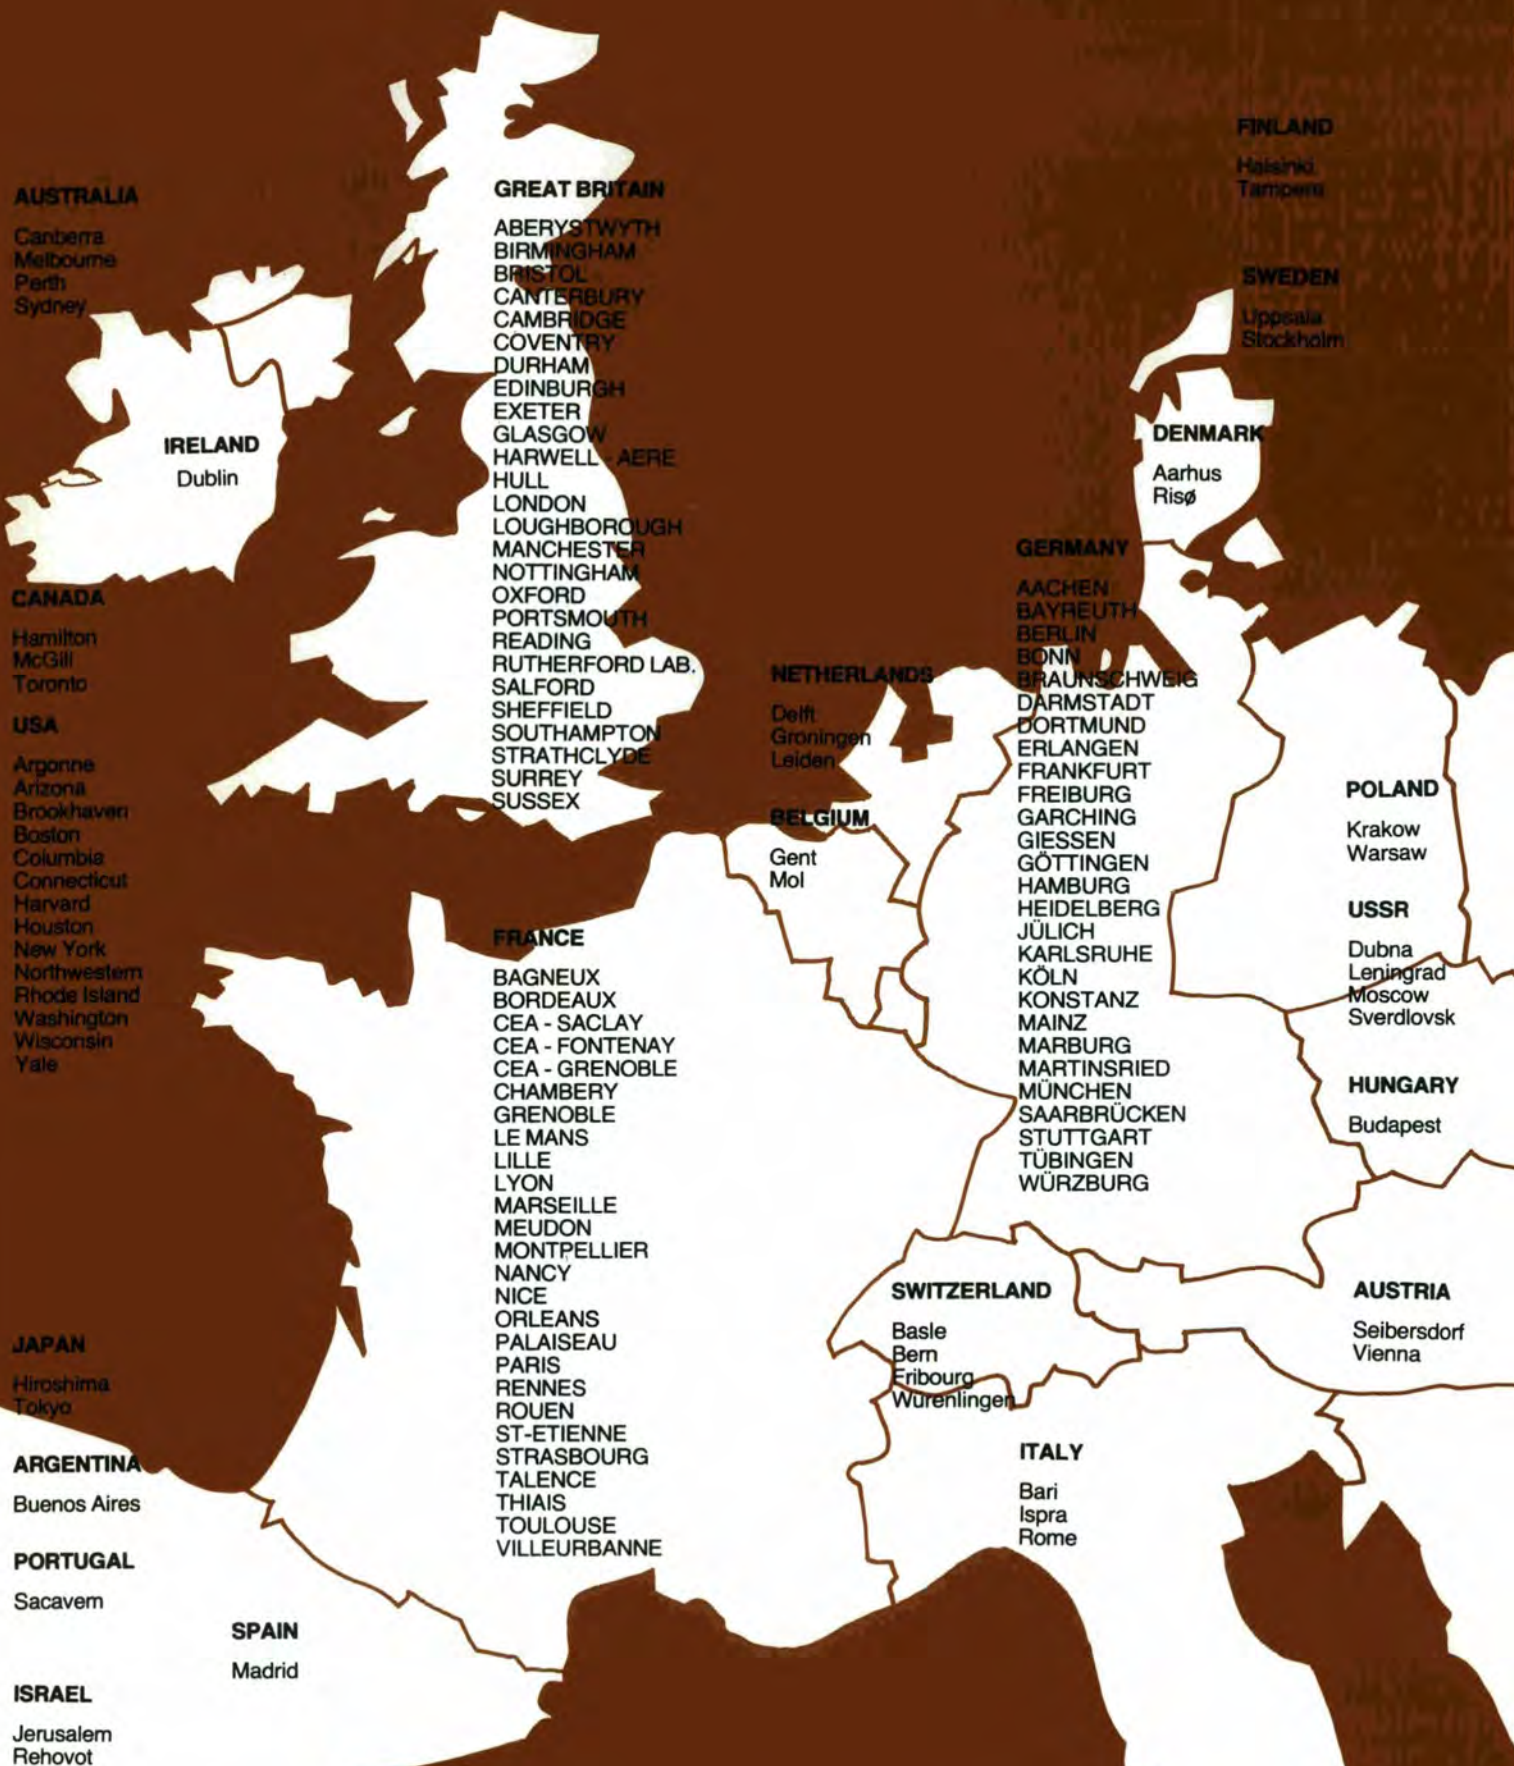 AUSTRALIA
Canberra
Melbourne
Perth
Sydney
IRELAND
Dublin
CANADA
Hamilton
McGill
Toronto
USA
Argonne
Arizona
Brookhaven
Boston
Columbia
Connecticut
Harvard
Houston
New York
Northwestern
Rhode Island
Washington
Wisconsin
Yale
JAPAN
Hiroshima
Tokyo
ARGENTINA
Buenos Aires
PORTUGAL
Sacavem
SPAIN
Madrid
ISRAEL
Jerusalem
Rehovot
GREAT BRITAIN
ABERYSTWYTH
BIRMINGHAM
BRISTOL
CANTERBURY
CAMBRIDGE
COVENTRY
DURHAM
EDINBURGH
EXETER
GLASGOW
HARWELL - AERE
HULL
LONDON
LOUGHBOROUGH
MANCHESTER
NOTTINGHAM
OXFORD
PORTSMOUTH
READING
RUTHERFORD LAB.
SALFORD
SHEFFIELD
SOUTHAMPTON
STRATHCLYDE
SURREY
SUSSEX
FRANCE
BAGNEUX
BORDEAUX
CEA - SACLAY
CEA - FONTENAY
CEA - GRENOBLE
CHAMBERY
GRENOBLE
LE MANS
LILLE
LYON
MARSEILLE
MEUDON
MONTPELLIER
NANCY
NICE
ORLEANS
PALAISEAU
PARIS
RENNES
ROUEN
ST-ETIENNE
STRASBOURG
TALENCE
THIAIS
TOULOUSE
VILLEURBANNE
NETHERLANDS
Delft
Groningen
Leiden
BELGIUM
Gent
Mol
SWITZERLAND
Basle
Bern
Fribourg
Würenlingen
GERMANY
AACHEN
BAYREUTH
BERLIN
BONN
BRAUNSCHWEIG
DARMSTADT
DORTMUND
ERLANGEN
FRANKFURT
FREIBURG
GARCHING
GIESSEN
GÖTTINGEN
HAMBURG
HEIDELBERG
JÜLICH
KARLSRUHE
KÖLN
KONSTANZ
MAINZ
MARBURG
MARTINSRIED
MÜNCHEN
SAARBRÜCKEN
STUTTGART
TÜBINGEN
WÜRZBURG
ITALY
Bari
Ispra
Rome
FINLAND
Halsinki
Tampere
SWEDEN
Uppsala
Stockholm
DENMARK
Aarhus
Risø
POLAND
Krakow
Warsaw
USSR
Dubna
Leningrad
Moscow
Sverdlovsk
HUNGARY
Budapest
AUSTRIA
Seibersdorf
Vienna